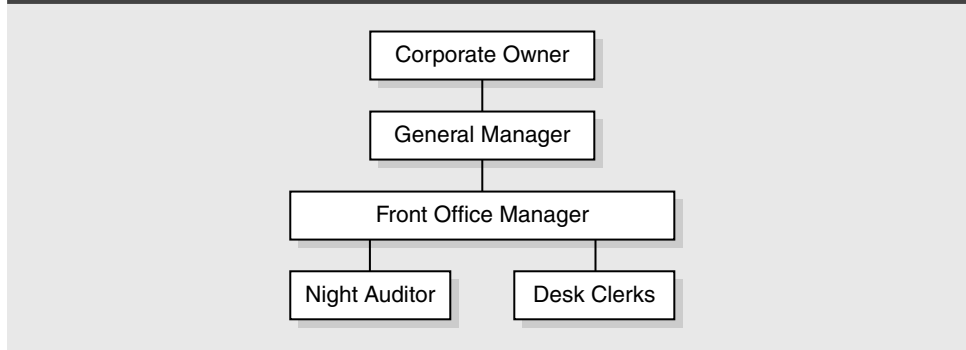 Corporate Owner
General Manager
Front Office Manager
Night Auditor
Desk Clerks